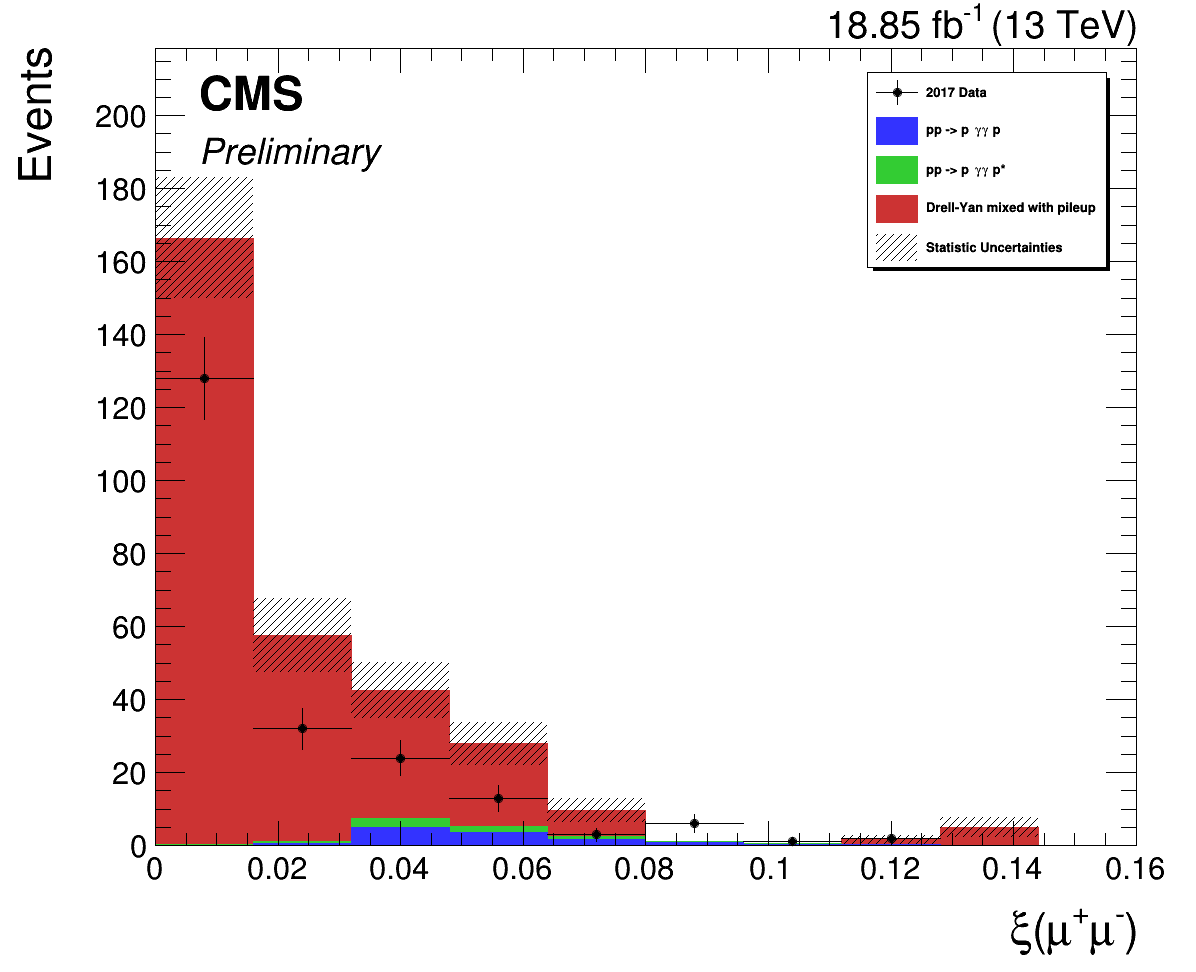 18.85 fb⁻¹ (13 TeV)
Events
CMS
Preliminary
2017 Data
pp -> p γγ p
pp -> p γγ p*
Drell-Yan mixed with pileup
Statistic Uncertainties
200
180
160
140
120
100
80
60
40
20
0
0 0.02 0.04 0.06 0.08 0.1 0.12 0.14 0.16
ξ(μ⁺μ⁻)